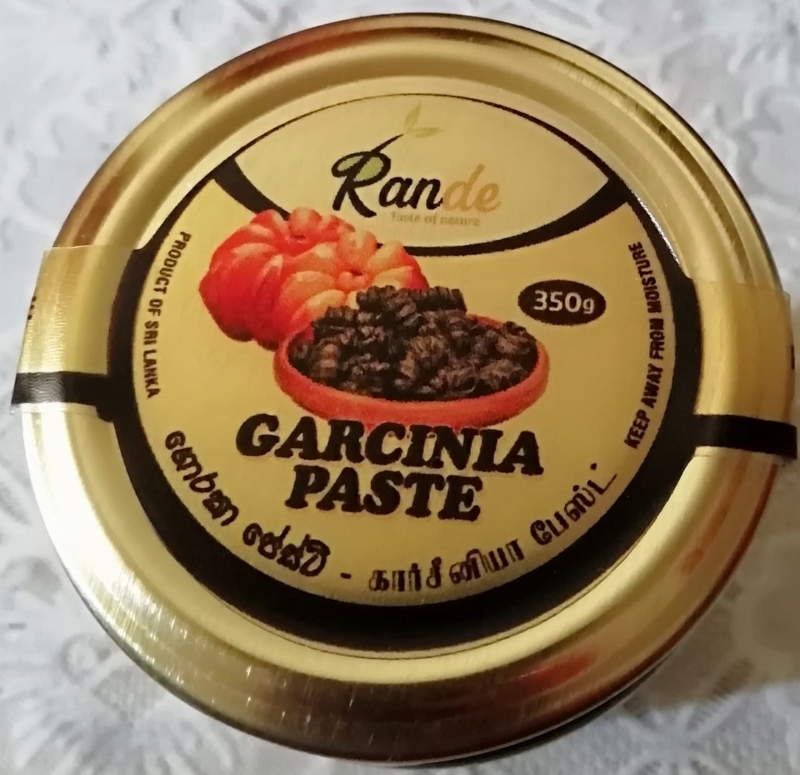 Rande
Taste of nature
350g
PRODUCT OF SRI LANKA
KEEP AWAY FROM MOISTURE
GARCINIA
PASTE
ගොරකා පේස්ට් - கார்சீனியா பேஸ்ட்